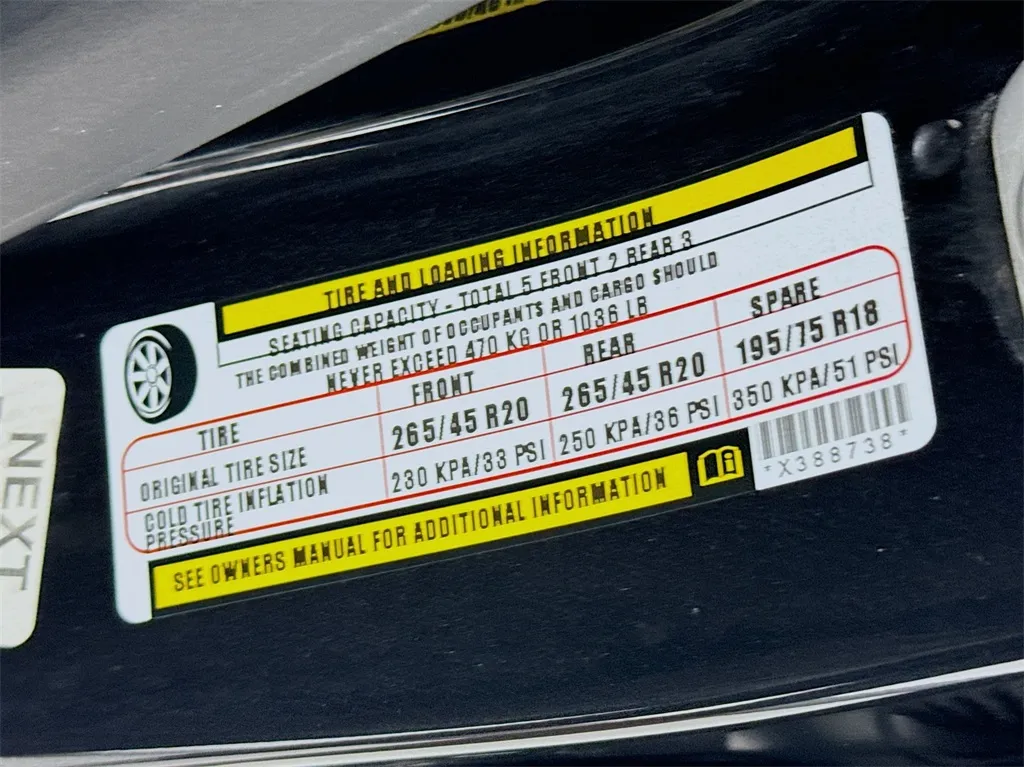 TIRE AND LOADING INFORMATION
SEATING CAPACITY - TOTAL 5 FRONT 2 REAR 3
THE COMBINED WEIGHT OF OCCUPANTS AND CARGO SHOULD
NEVER EXCEED 470 KG OR 1036 LB
TIRE FRONT REAR SPARE
ORIGINAL TIRE SIZE 265/45 R20 265/45 R20 195/75 R18
COLD TIRE INFLATION 230 KPA/33 PSI 250 KPA/36 PSI 350 KPA/51 PSI
PRESSURE
SEE OWNERS MANUAL FOR ADDITIONAL INFORMATION
*X388738*
NEXT